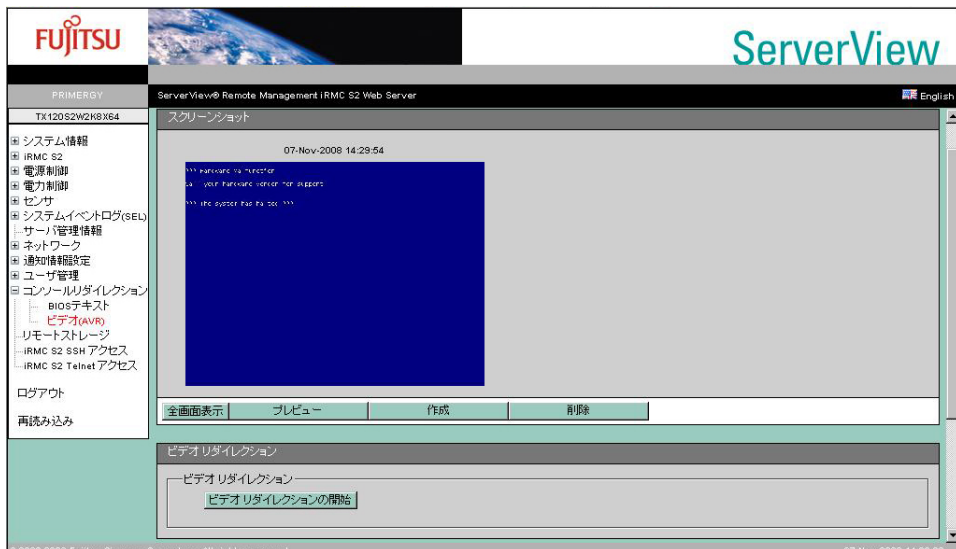 FUJITSU
ServerView
PRIMERGY
ServerView® Remote Management iRMC S2 Web Server
English
TX120S2W2K8X64
システム情報
iRMC S2
電源制御
電力制御
センサ
システムイベントログ(SEL)
サーバ管理情報
ネットワーク
通知情報設定
ユーザ管理
コンソールリダイレクション
BIOSテキスト
ビデオ(AVR)
リモートストレージ
iRMC S2 SSH アクセス
iRMC S2 Telnet アクセス
ログアウト
再読み込み
スクリーンショット
07-Nov-2008 14:29:54
your hardware vendor for support
全画面表示
プレビュー
作成
削除
ビデオ リダイレクション
ビデオ リダイレクション
ビデオ リダイレクションの開始